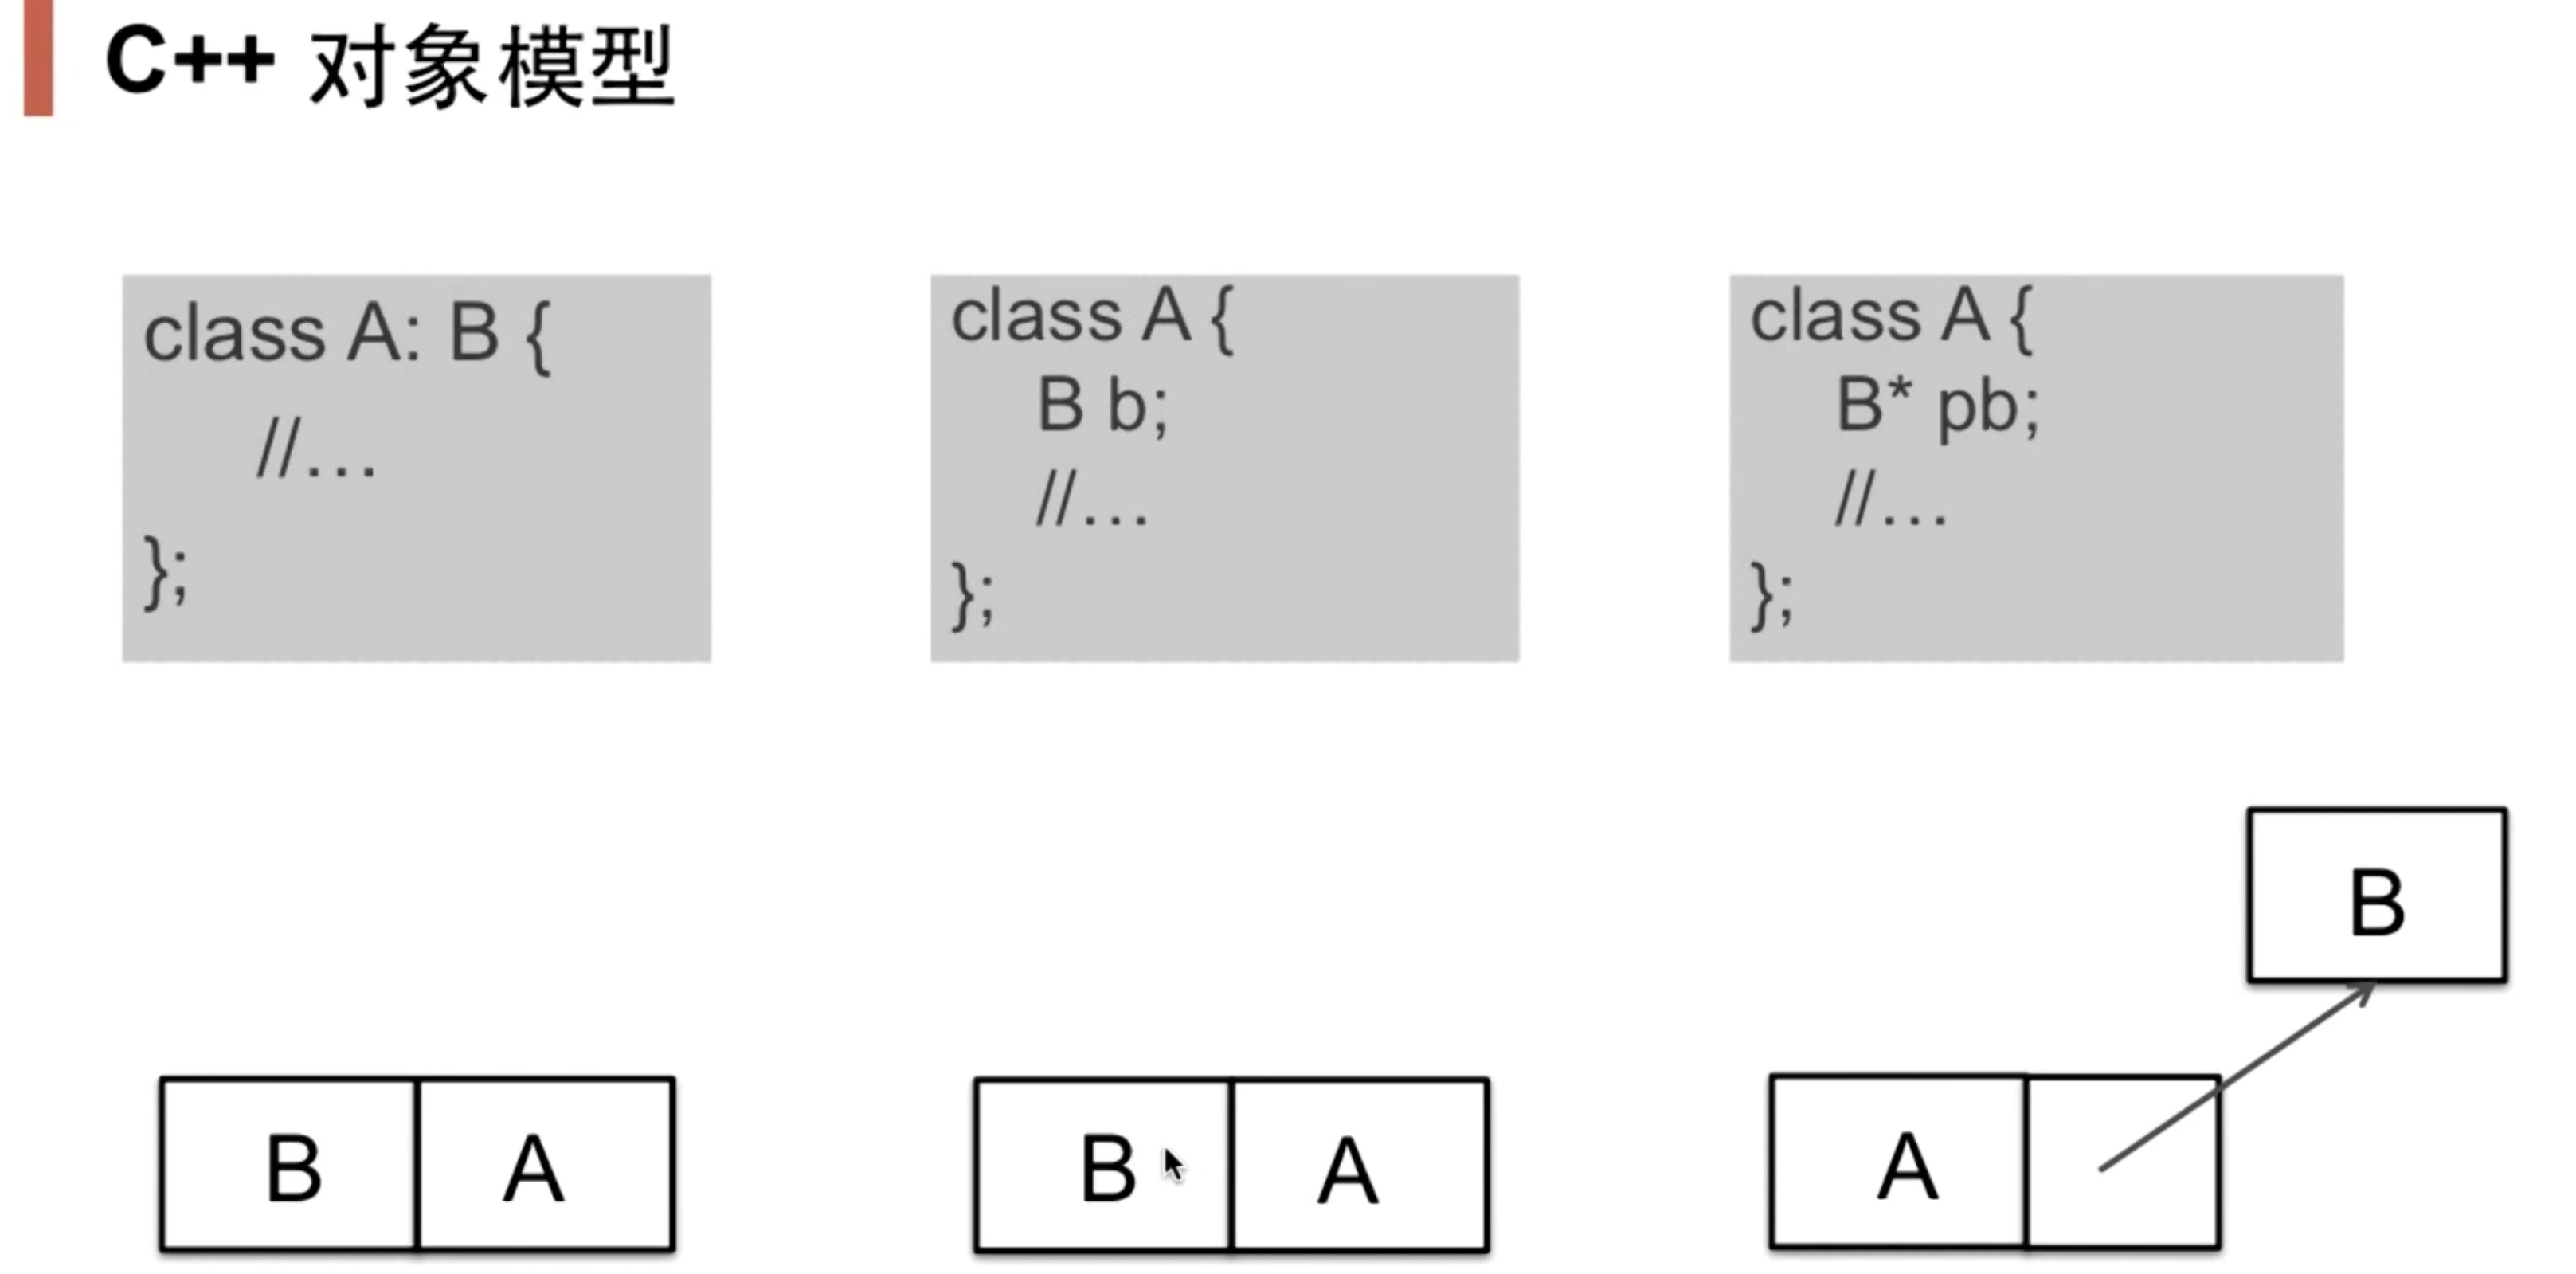 C++ 对象模型
class A: B {
//...
};
class A {
B b;
//...
};
class A {
B* pb;
//...
};
B
B A
B A
A